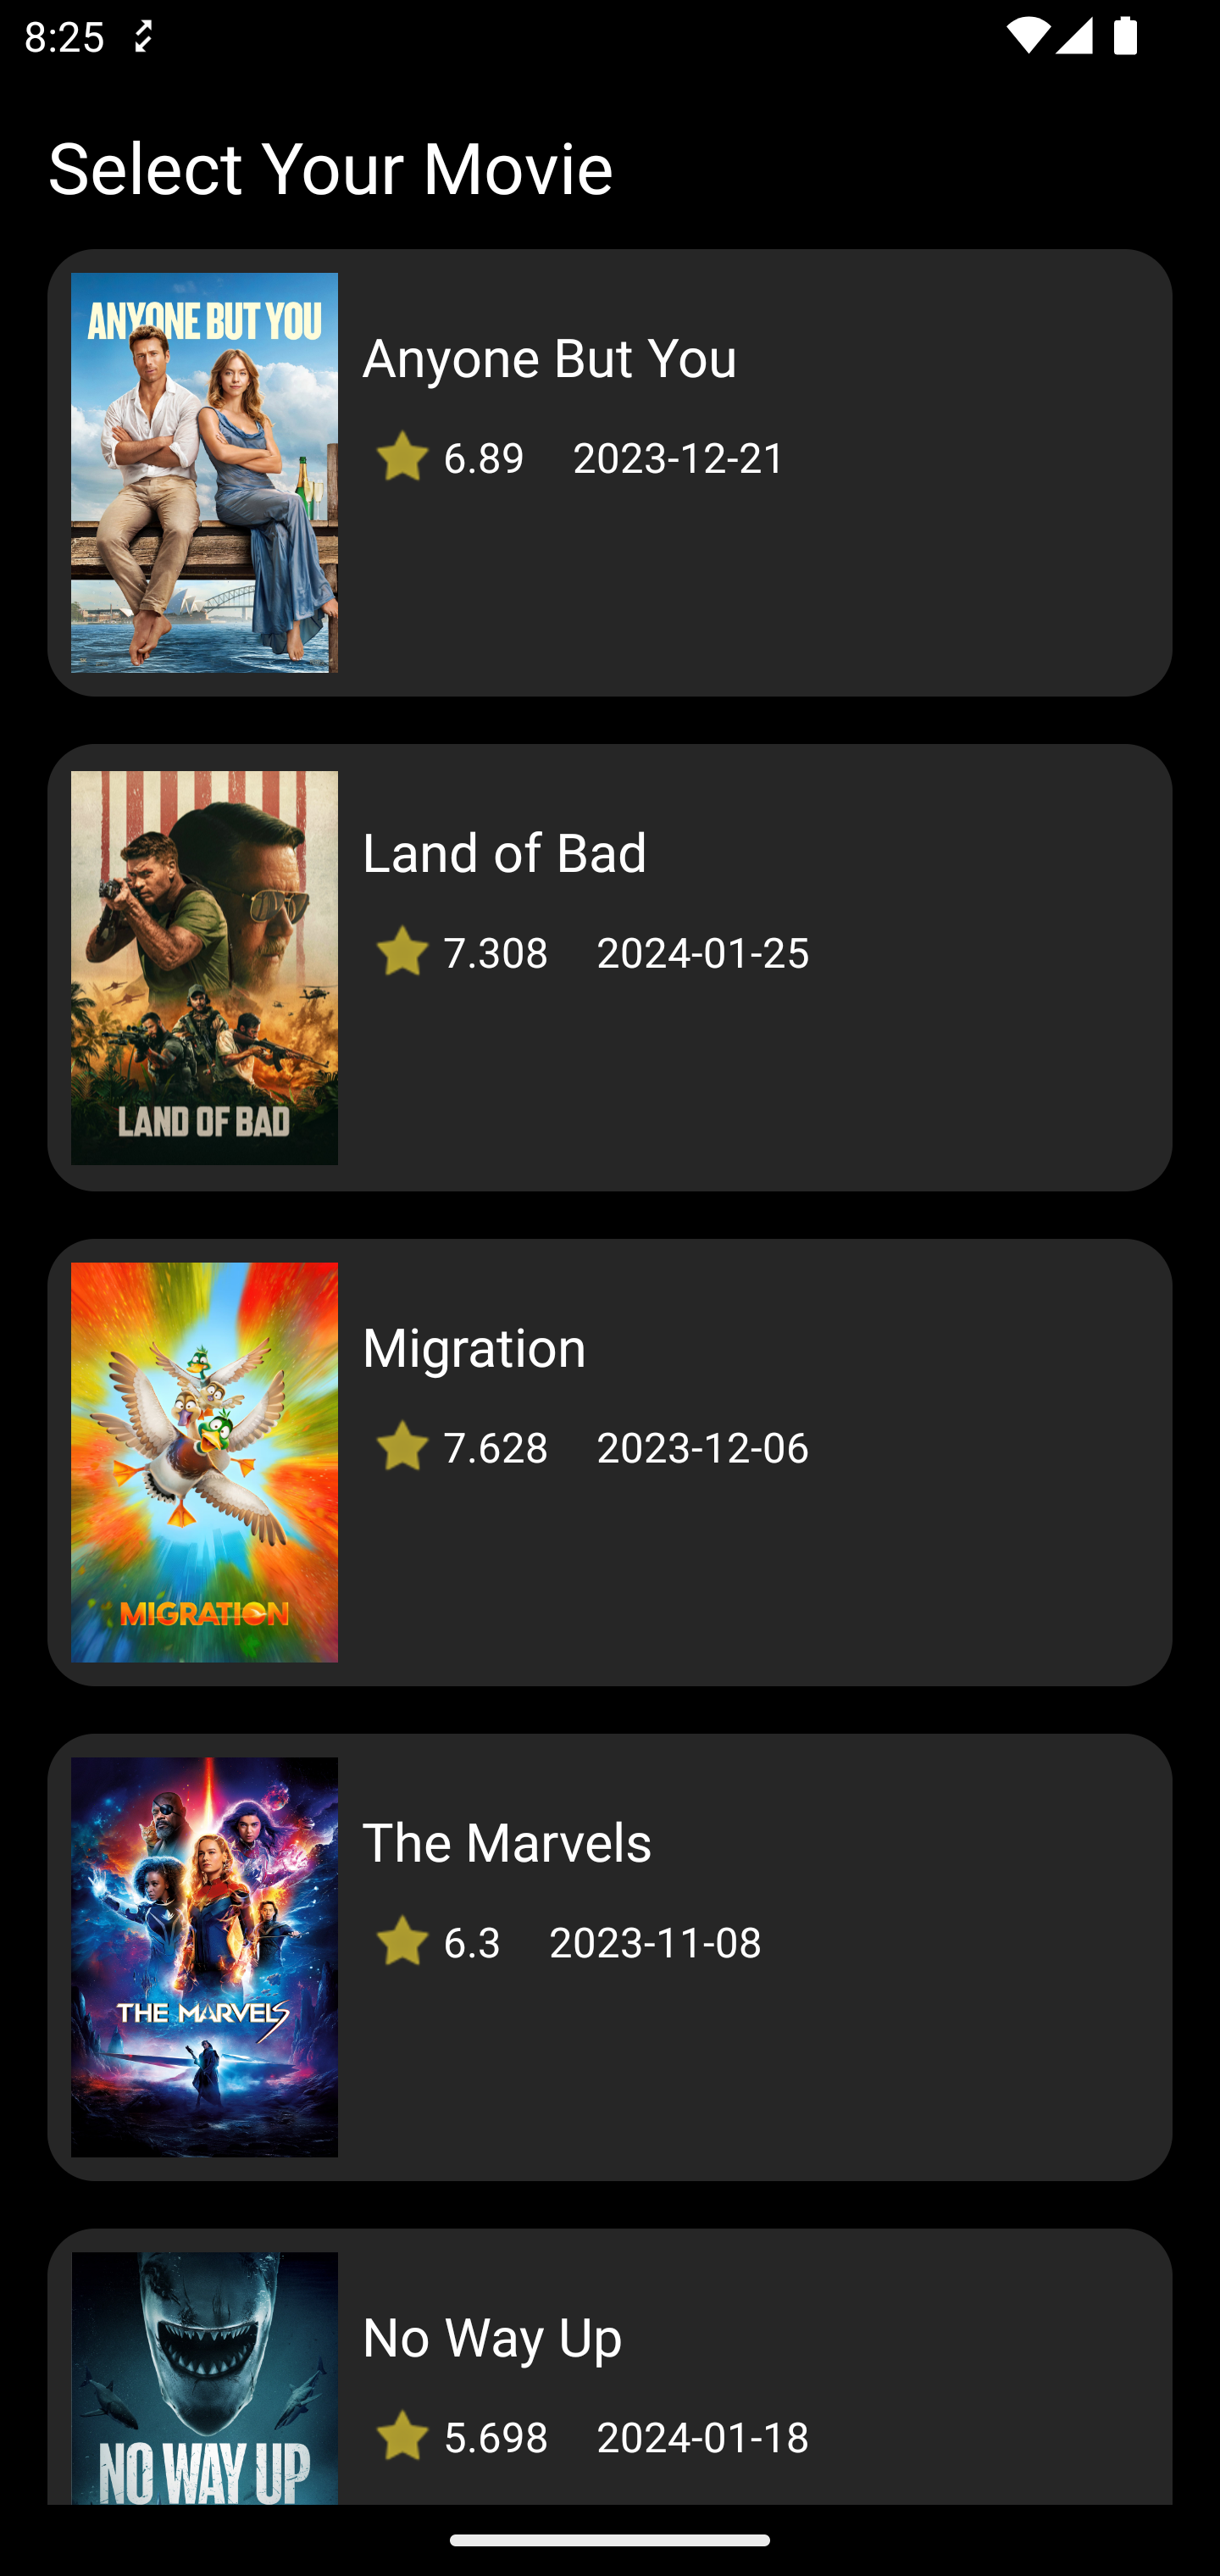 8:25
Select Your Movie
ANYONE BUT YOU
Anyone But You
6.89 2023-12-21
Land of Bad
7.308 2024-01-25
LAND OF BAD
Migration
7.628 2023-12-06
MIGRATION
The Marvels
6.3 2023-11-08
THE MARVELS
No Way Up
5.698 2024-01-18
NO WAY UP